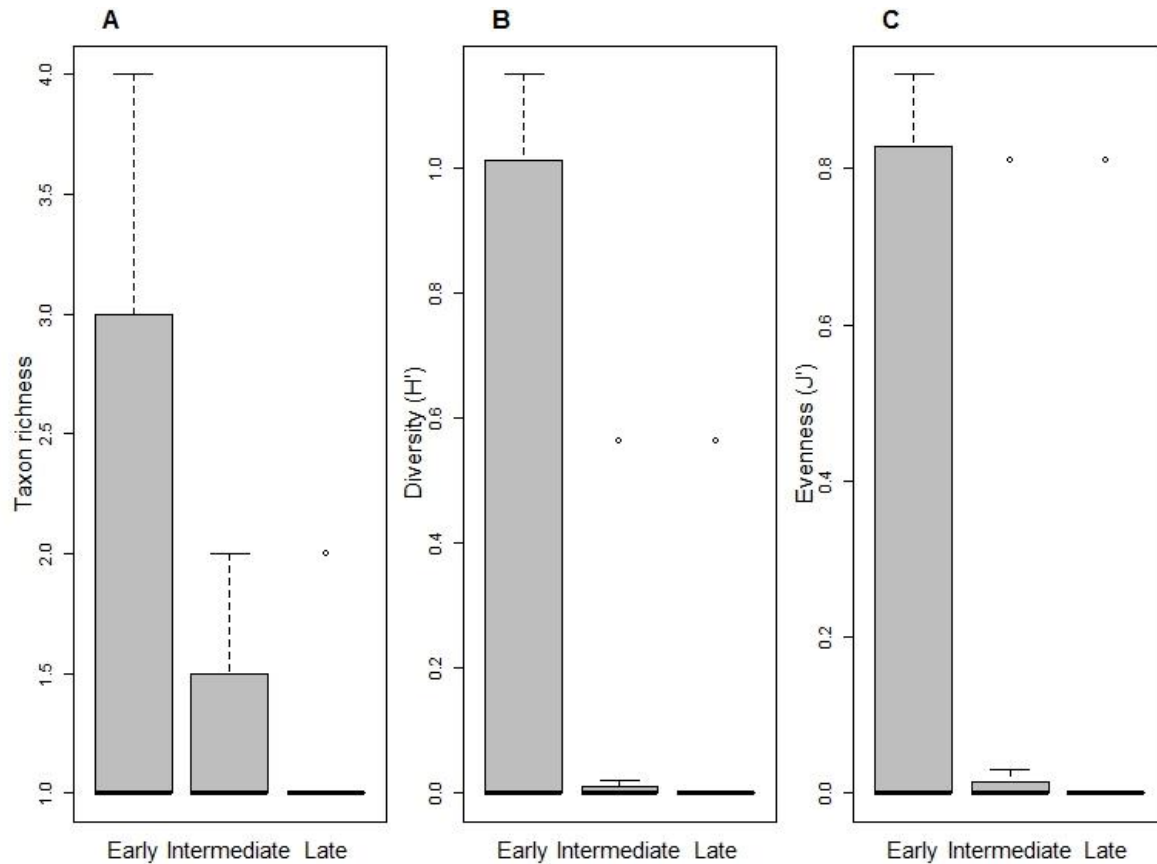 A
Taxon richness
4.0
3.5
3.0
2.5
2.0
1.5
1.0
Early Intermediate Late
B
Diversity (H')
1.0
0.8
0.6
0.4
0.2
0.0
Early Intermediate Late
C
Evenness (J')
0.8
0.6
0.4
0.2
0.0
Early Intermediate Late